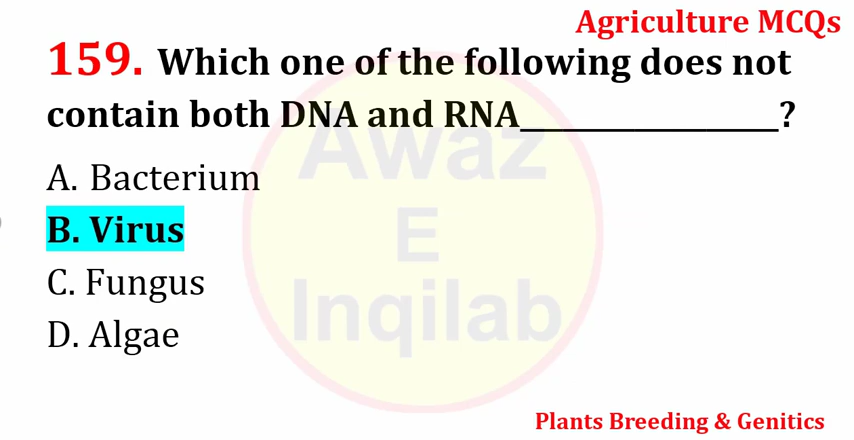 Agriculture MCQs
159. Which one of the following does not
contain both DNA and RNA__________________?
A. Bacterium
B. Virus
C. Fungus
D. Algae
Awaz
E
Inqilab
Plants Breeding & Genitics